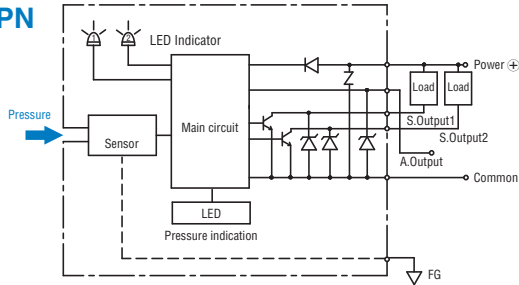 PN
1 2
LED Indicator
Power ⊕
Load Load
S.Output1
S.Output2
A.Output
Pressure
Sensor
Main circuit
Common
LED
Pressure indication
FG